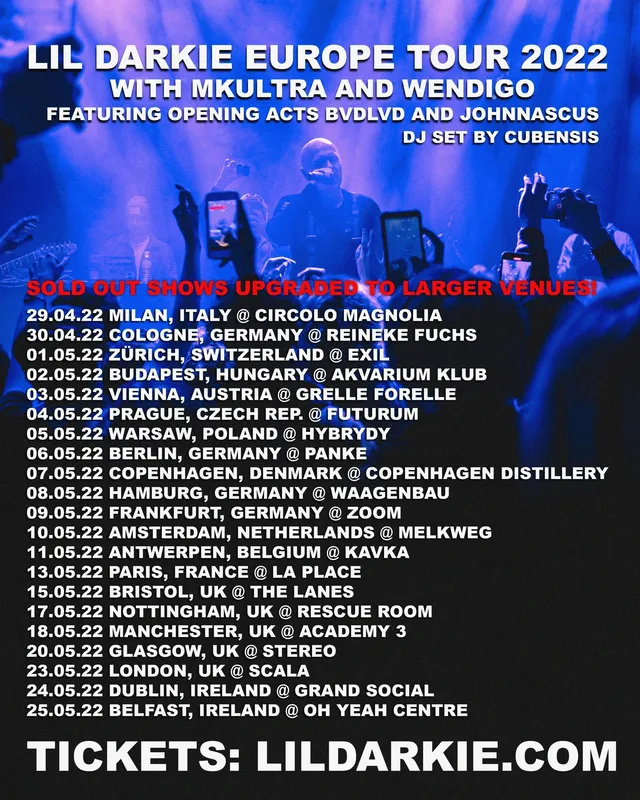 LIL DARKIE EUROPE TOUR 2022
WITH MKULTRA AND WENDIGO
FEATURING OPENING ACTS BVDLVD AND JOHNNASCUS
DJ SET BY CUBENSIS
SOLD OUT SHOWS UPGRADED TO LARGER VENUES!
29.04.22 MILAN, ITALY @ CIRCOLO MAGNOLIA
30.04.22 COLOGNE, GERMANY @ REINEKE FUCHS
01.05.22 ZÜRICH, SWITZERLAND @ EXIL
02.05.22 BUDAPEST, HUNGARY @ AKVARIUM KLUB
03.05.22 VIENNA, AUSTRIA @ GRELLE FORELLE
04.05.22 PRAGUE, CZECH REP. @ FUTURUM
05.05.22 WARSAW, POLAND @ HYBRYDY
06.05.22 BERLIN, GERMANY @ PANKE
07.05.22 COPENHAGEN, DENMARK @ COPENHAGEN DISTILLERY
08.05.22 HAMBURG, GERMANY @ WAAGENBAU
09.05.22 FRANKFURT, GERMANY @ ZOOM
10.05.22 AMSTERDAM, NETHERLANDS @ MELKWEG
11.05.22 ANTWERPEN, BELGIUM @ KAVKA
13.05.22 PARIS, FRANCE @ LA PLACE
15.05.22 BRISTOL, UK @ THE LANES
17.05.22 NOTTINGHAM, UK @ RESCUE ROOM
18.05.22 MANCHESTER, UK @ ACADEMY 3
20.05.22 GLASGOW, UK @ STEREO
23.05.22 LONDON, UK @ SCALA
24.05.22 DUBLIN, IRELAND @ GRAND SOCIAL
25.05.22 BELFAST, IRELAND @ OH YEAH CENTRE
TICKETS: LILDARKIE.COM